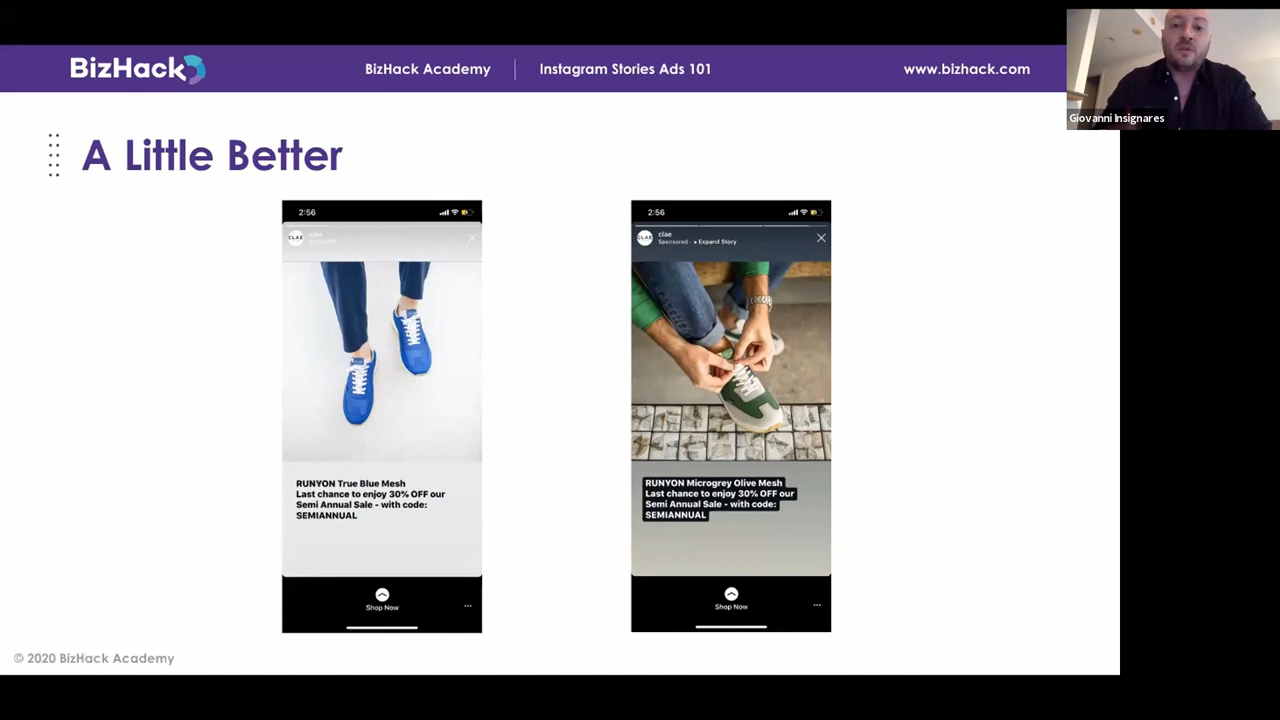 BizHack
BizHack Academy
Instagram Stories Ads 101
www.bizhack.com
Giovanni Insignares
A Little Better
2:56
CLAE
clae
Sponsored
RUNYON True Blue Mesh
Last chance to enjoy 30% OFF our
Semi Annual Sale - with code:
SEMIANNUAL
Shop Now
2:56
CLAE
clae
Sponsored · Expand Story
RUNYON Microgrey Olive Mesh
Last chance to enjoy 30% OFF our
Semi Annual Sale - with code:
SEMIANNUAL
Shop Now
© 2020 BizHack Academy